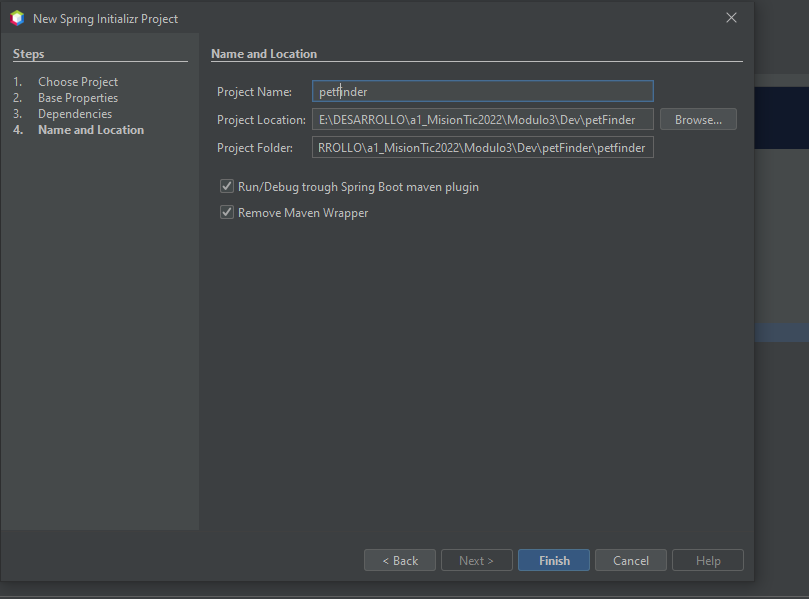 New Spring Initializr Project
Steps
1. Choose Project
2. Base Properties
3. Dependencies
4. Name and Location
Name and Location
Project Name: petfinder
Project Location: E:\DESARROLLO\a1_MisionTic2022\Modulo3\Dev\petFinder Browse...
Project Folder: RROLLO\a1_MisionTic2022\Modulo3\Dev\petFinder\petfinder
Run/Debug trough Spring Boot maven plugin
Remove Maven Wrapper
< Back Next > Finish Cancel Help